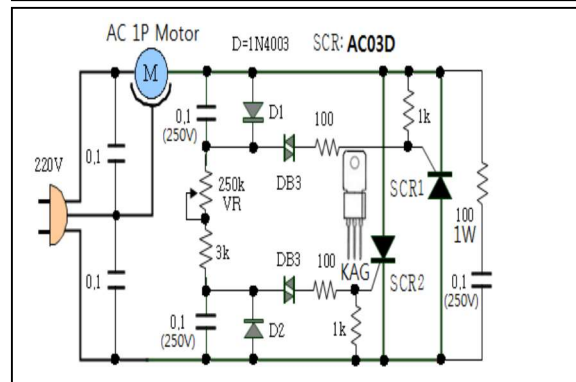 AC 1P Motor
D=1N4003
SCR: AC03D
M
0,1
(250V)
D1
100
1k
220V
0,1
DB3
250k
VR
SCR1
100
1W
3k
DB3
100
KAG
SCR2
0,1
0,1
(250V)
0,1
(250V)
D2
1k